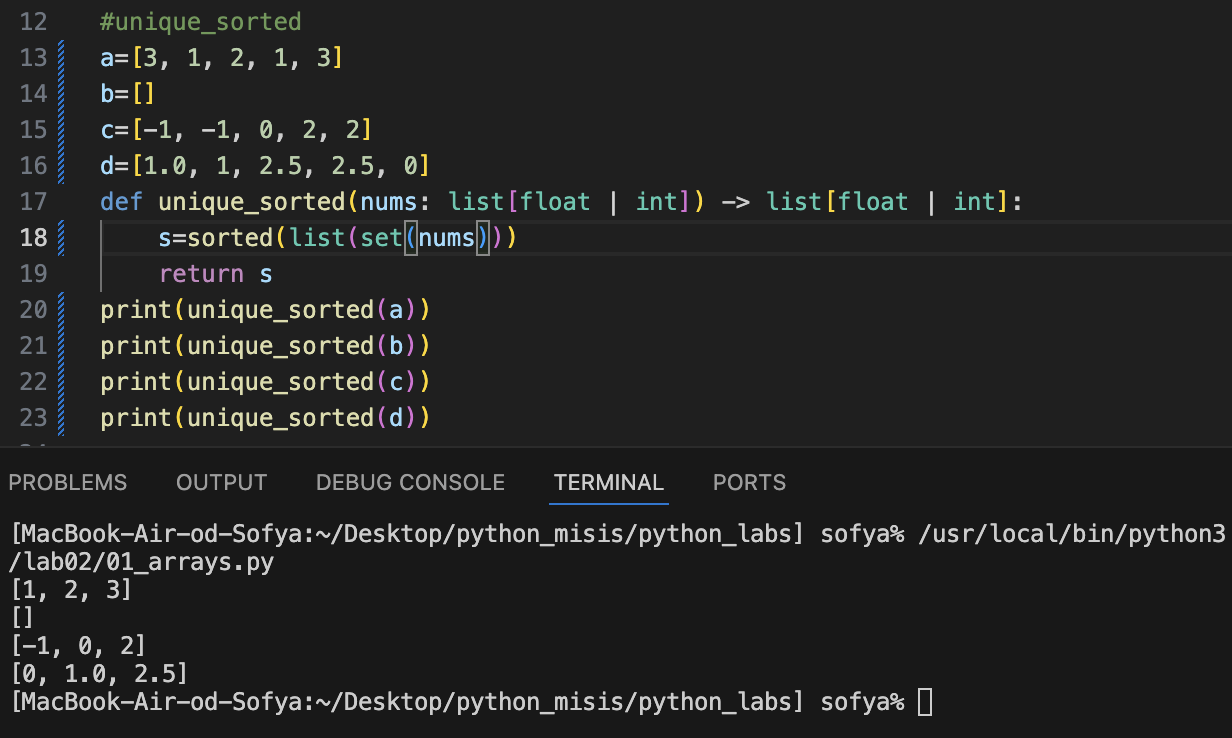 12 #unique_sorted
13 a=[3, 1, 2, 1, 3]
14 b=[]
15 c=[-1, -1, 0, 2, 2]
16 d=[1.0, 1, 2.5, 2.5, 0]
17 def unique_sorted(nums: list[float | int]) -> list[float | int]:
18     s=sorted(list(set(nums)))
19     return s
20 print(unique_sorted(a))
21 print(unique_sorted(b))
22 print(unique_sorted(c))
23 print(unique_sorted(d))
PROBLEMS OUTPUT DEBUG CONSOLE TERMINAL PORTS
[MacBook-Air-od-Sofya:~/Desktop/python_misis/python_labs] sofya% /usr/local/bin/python3
/lab02/01_arrays.py
[1, 2, 3]
[]
[-1, 0, 2]
[0, 1.0, 2.5]
[MacBook-Air-od-Sofya:~/Desktop/python_misis/python_labs] sofya%